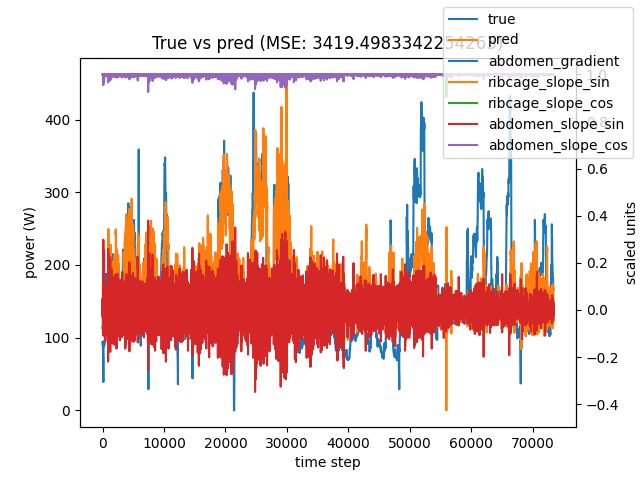 True vs pred (MSE: 3419.4983342254263)
true
pred
abdomen_gradient
ribcage_slope_sin
ribcage_slope_cos
abdomen_slope_sin
abdomen_slope_cos
400
300
200
100
0
power (W)
1.0
0.8
0.6
0.4
0.2
0.0
−0.2
−0.4
scaled units
0 10000 20000 30000 40000 50000 60000 70000
time step